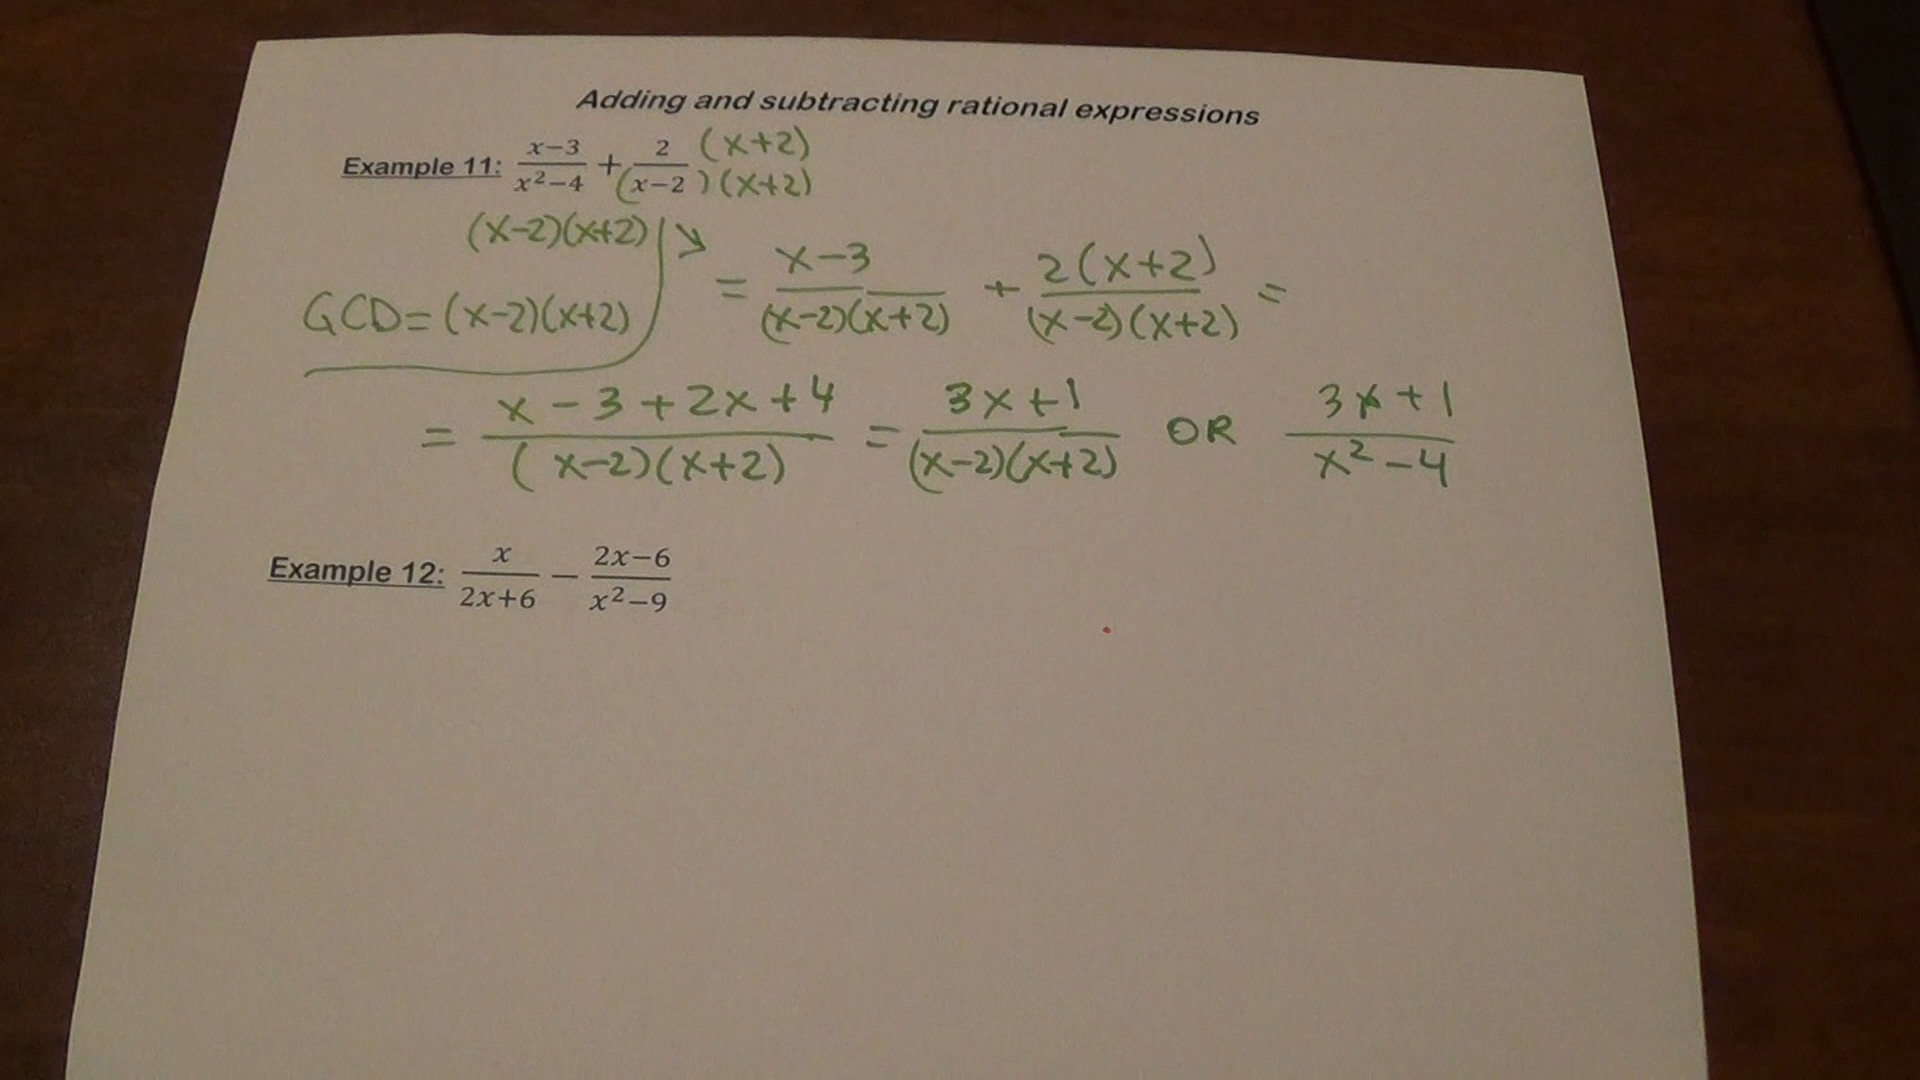 Adding and subtracting rational expressions
Example 11: x−3/x²−4 + 2/(x−2) (x+2)/(x+2)
(x-2)(x+2)
GCD=(x-2)(x+2)
= x-3/(x-2)(x+2) + 2(x+2)/(x-2)(x+2) =
= x-3+2x+4/(x-2)(x+2) = 3x+1/(x-2)(x+2) OR 3x+1/x²-4
Example 12: x/2x+6 − 2x−6/x²−9